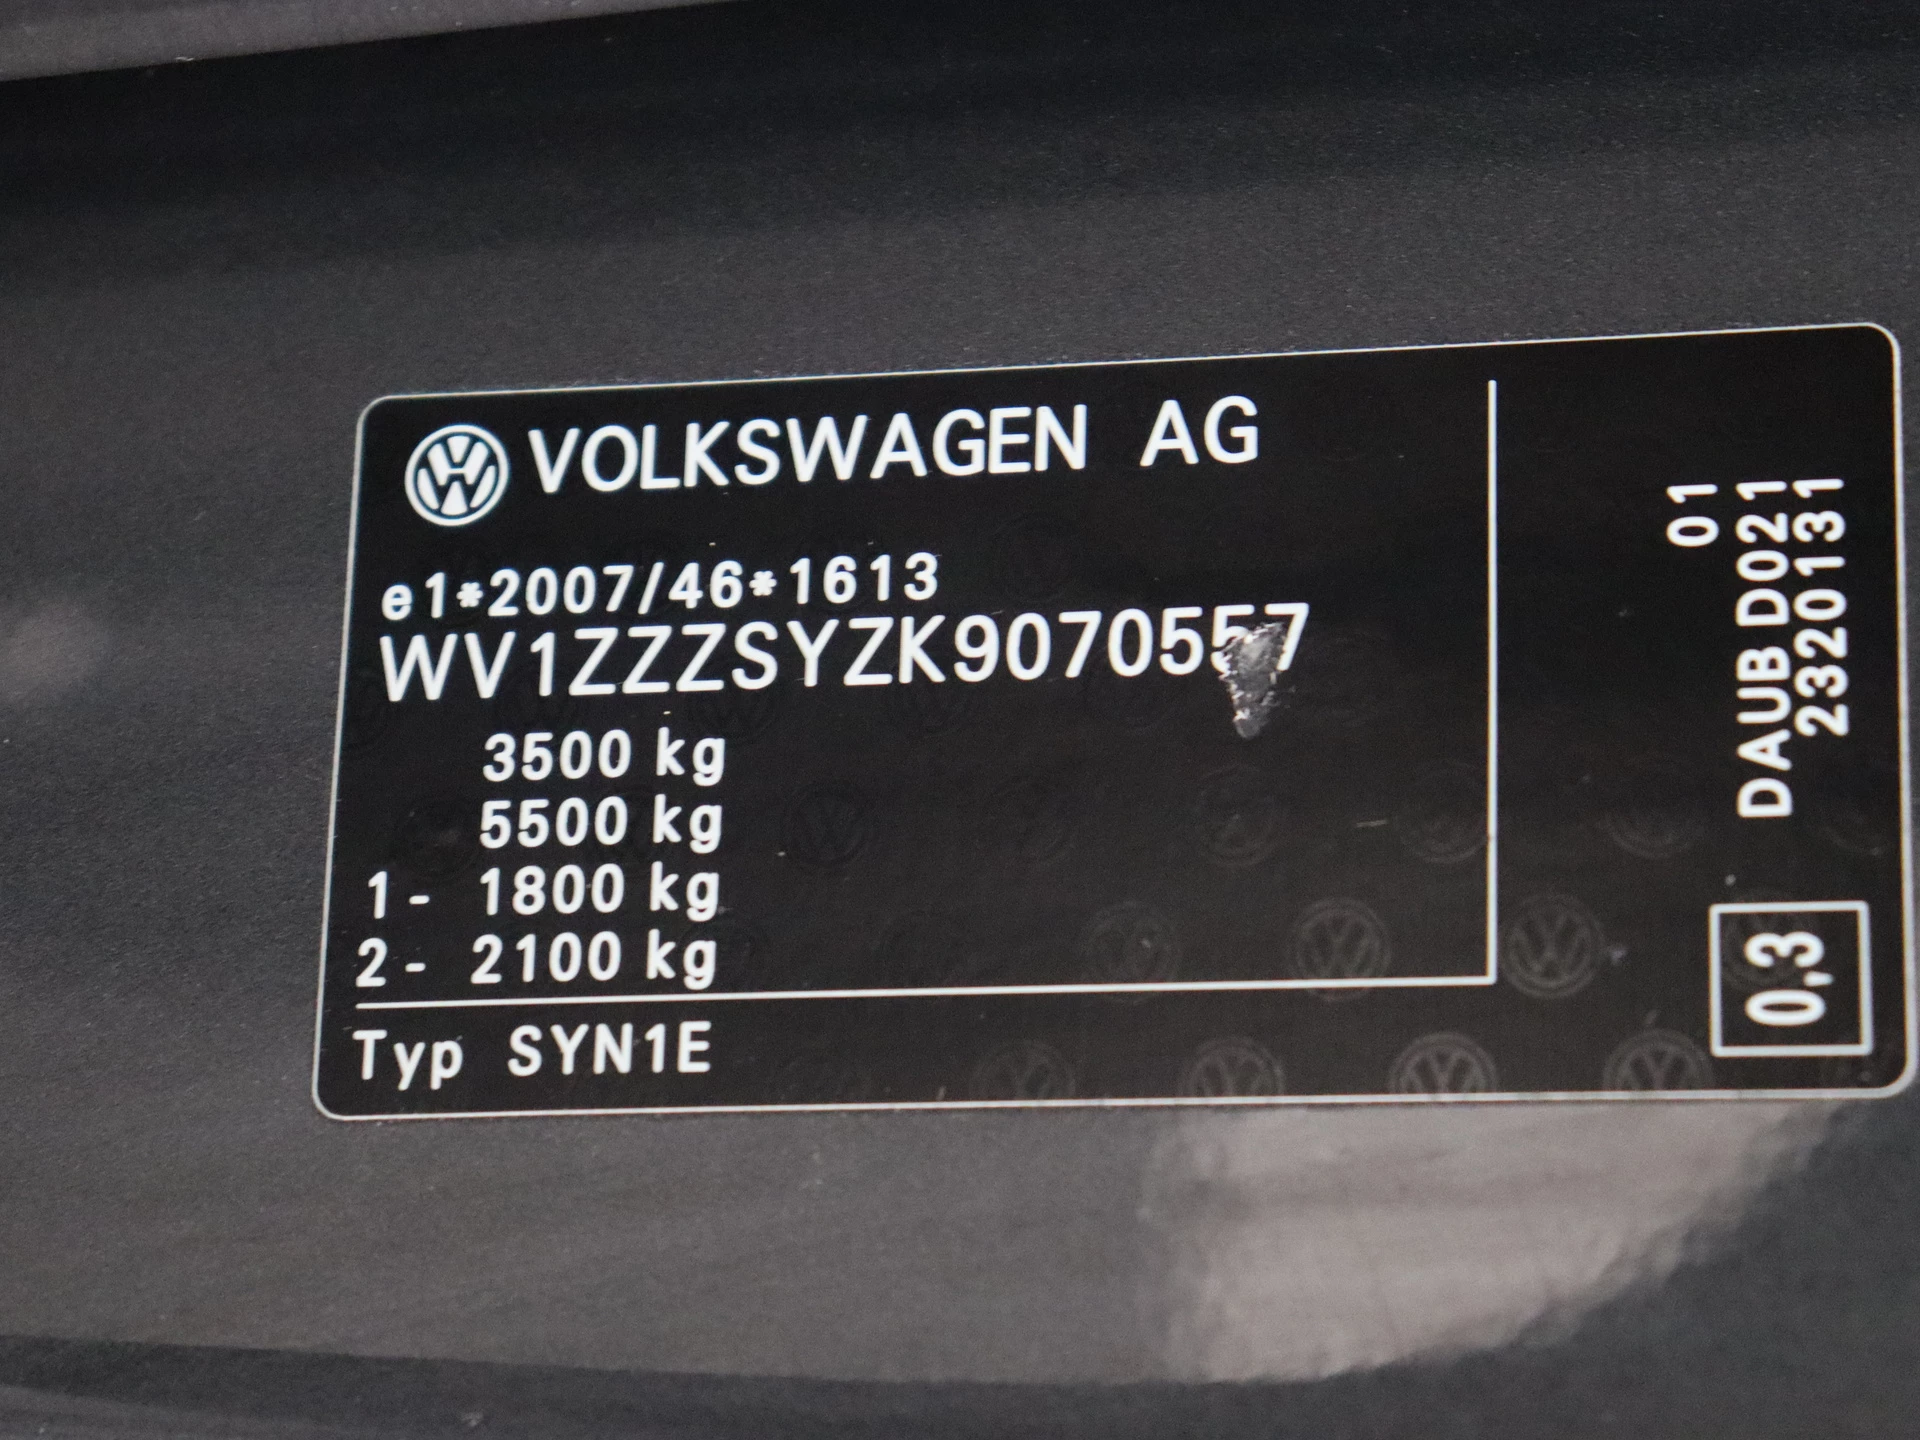 VOLKSWAGEN AG
e1*2007/46*1613
WV1ZZZSYZK9070557
3500 kg
5500 kg
1- 1800 kg
2- 2100 kg
Typ SYN1E
01
DAUB D021
2320131
0,3